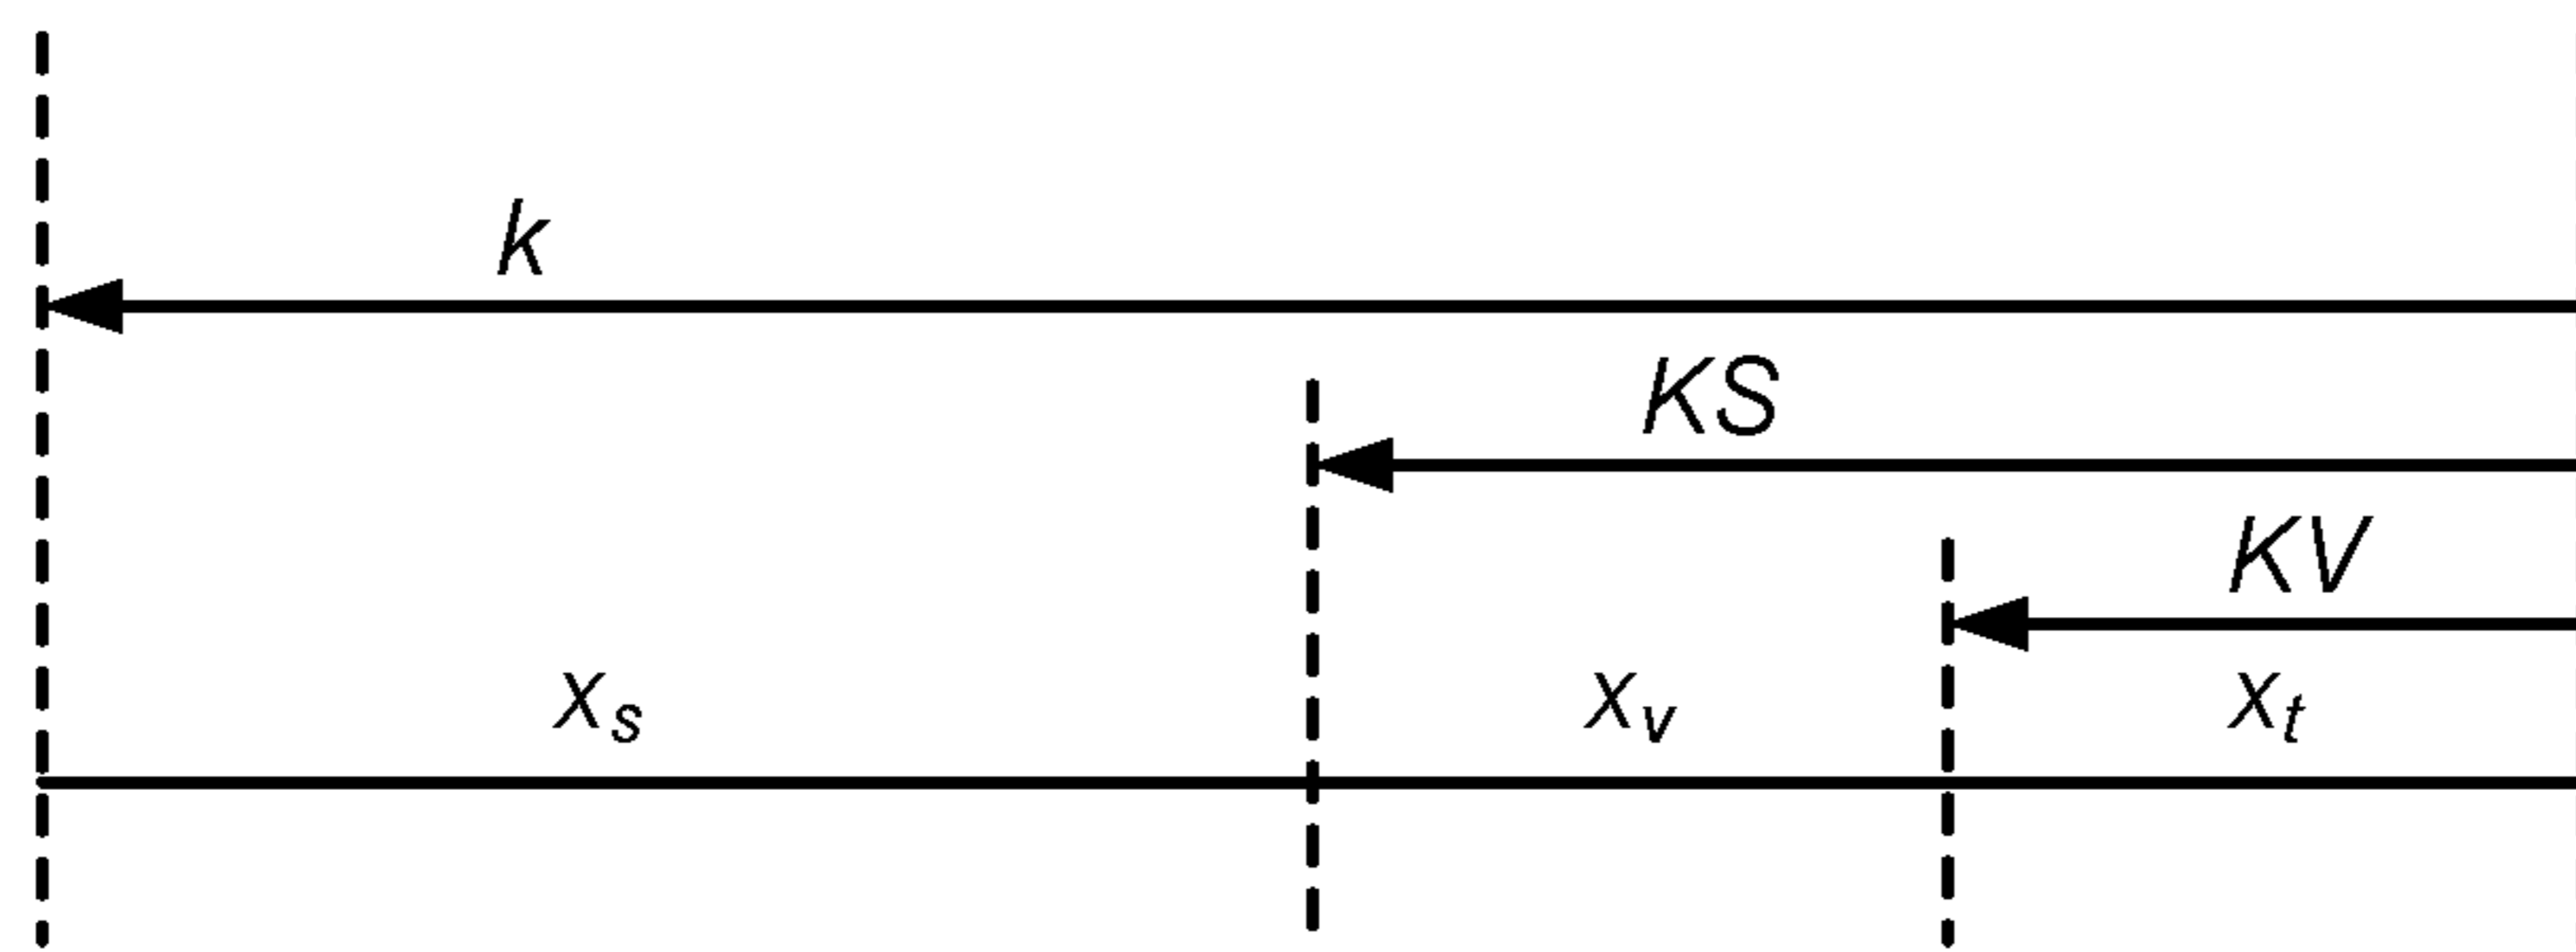 k
KS
KV
xₛ xᵥ xₜ